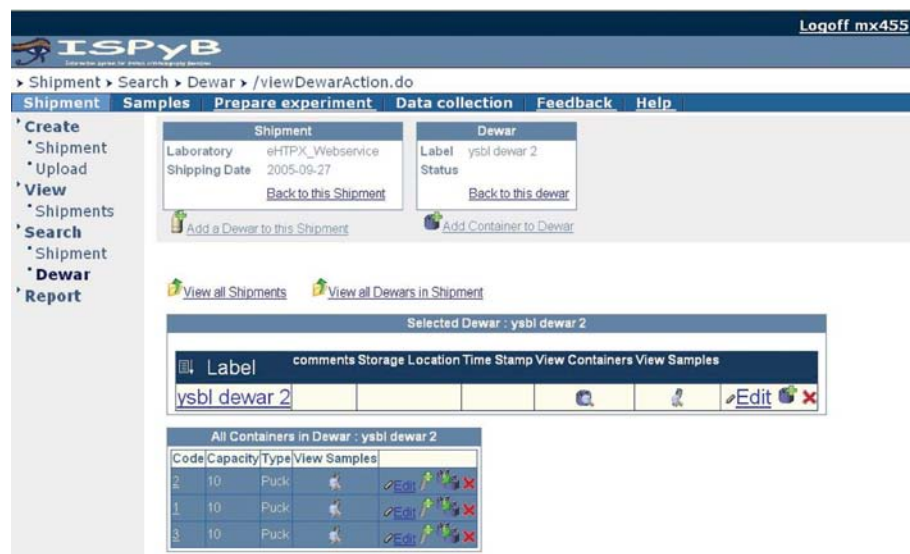 Logoff mx455
ISPyB
Shipment Search Dewar /viewDewarAction.do
Shipment Samples Prepare experiment Data collection Feedback Help
Create
Shipment
Upload
View
Shipments
Search
Shipment
Dewar
Report
Shipment
Laboratory eHTPX_Webservice
Shipping Date 2005-09-27
Back to this Shipment
Dewar
Label ysbl dewar 2
Status
Back to this dewar
Add a Dewar to this Shipment
Add Container to Dewar
View all Shipments View all Dewars in Shipment
Selected Dewar : ysbl dewar 2
Label comments Storage Location Time Stamp View Containers View Samples
ysbl dewar 2 Edit
All Containers in Dewar : ysbl dewar 2
Code Capacity Type View Samples
2 10 Puck Edit
1 10 Puck Edit
3 10 Puck Edit